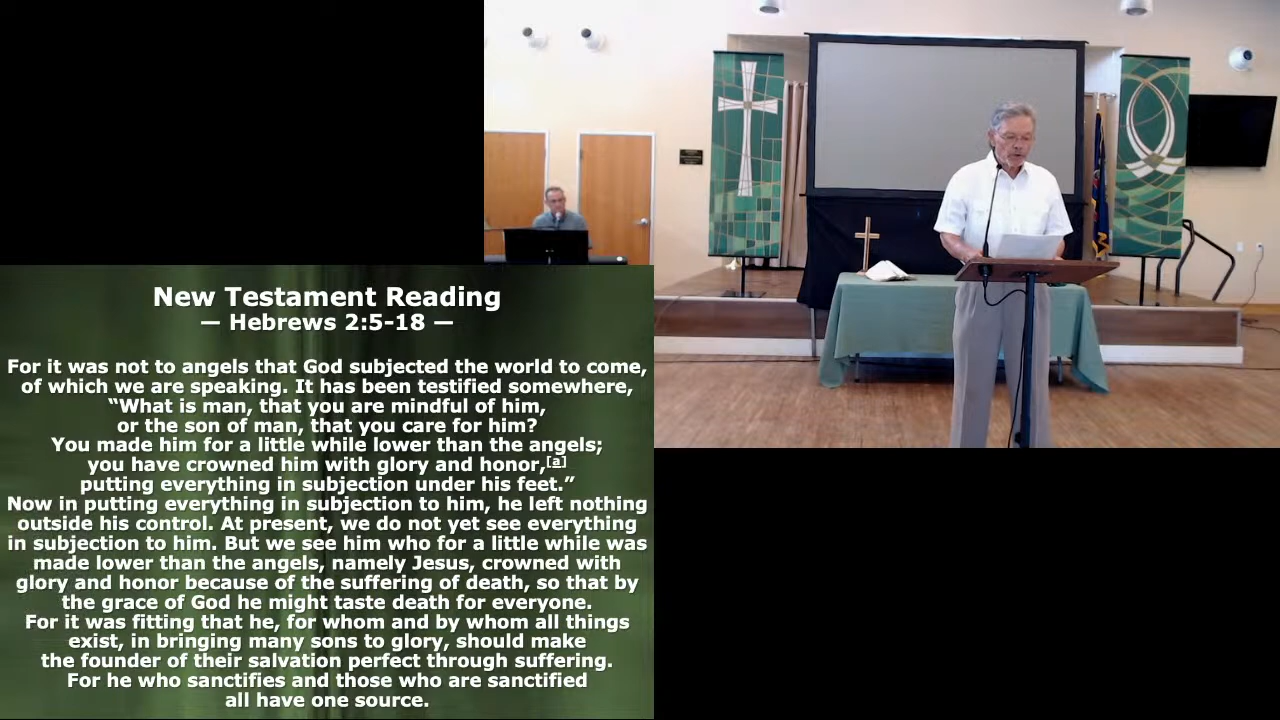 New Testament Reading
— Hebrews 2:5-18 —
For it was not to angels that God subjected the world to come,
of which we are speaking. It has been testified somewhere,
“What is man, that you are mindful of him,
or the son of man, that you care for him?
You made him for a little while lower than the angels;
you have crowned him with glory and honor,[a]
putting everything in subjection under his feet.”
Now in putting everything in subjection to him, he left nothing
outside his control. At present, we do not yet see everything
in subjection to him. But we see him who for a little while was
made lower than the angels, namely Jesus, crowned with
glory and honor because of the suffering of death, so that by
the grace of God he might taste death for everyone.
For it was fitting that he, for whom and by whom all things
exist, in bringing many sons to glory, should make
the founder of their salvation perfect through suffering.
For he who sanctifies and those who are sanctified
all have one source.